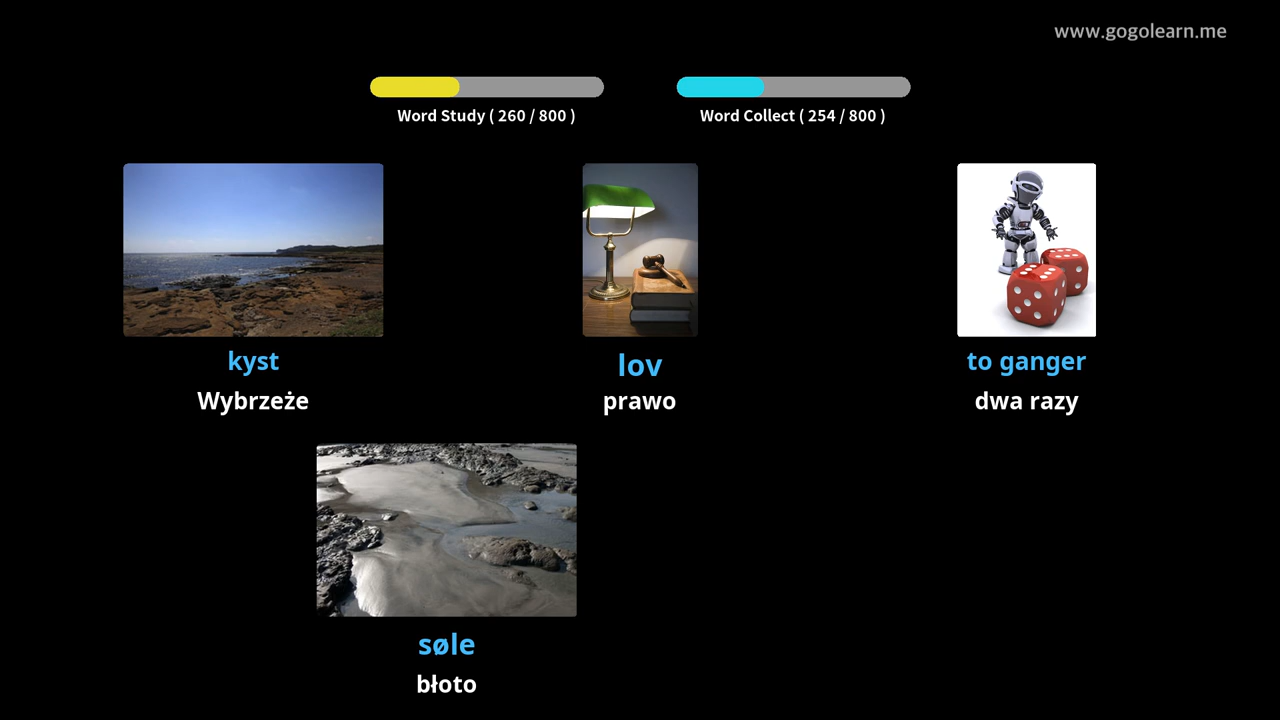 www.gogolearn.me
Word Study ( 260 / 800 )
Word Collect ( 254 / 800 )
kyst
Wybrzeże
lov
prawo
to ganger
dwa razy
søle
błoto